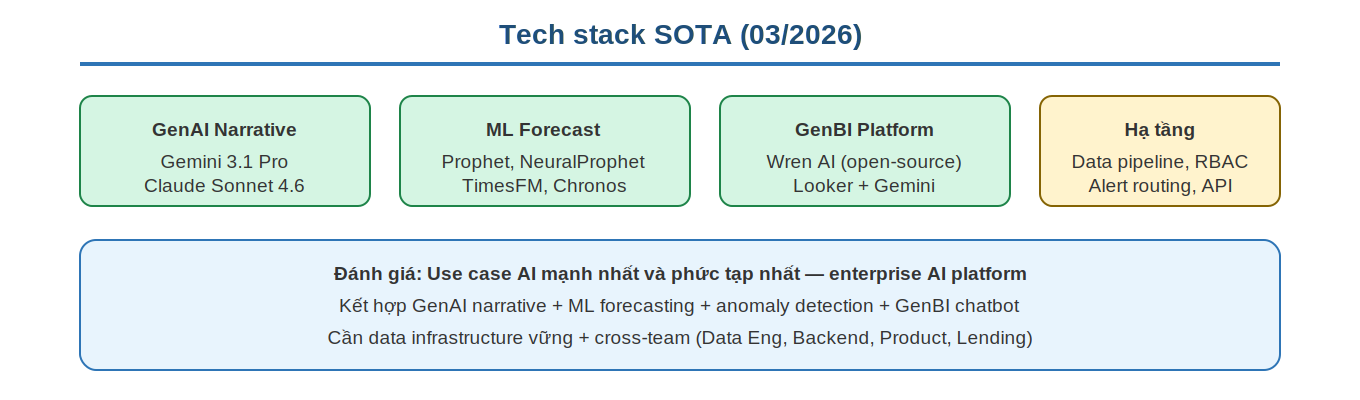 Tech stack SOTA (03/2026)
GenAI Narrative
Gemini 3.1 Pro
Claude Sonnet 4.6
ML Forecast
Prophet, NeuralProphet
TimesFM, Chronos
GenBI Platform
Wren AI (open-source)
Looker + Gemini
Hạ tầng
Data pipeline, RBAC
Alert routing, API
Đánh giá: Use case AI mạnh nhất và phức tạp nhất — enterprise AI platform
Kết hợp GenAI narrative + ML forecasting + anomaly detection + GenBI chatbot
Cần data infrastructure vững + cross-team (Data Eng, Backend, Product, Lending)